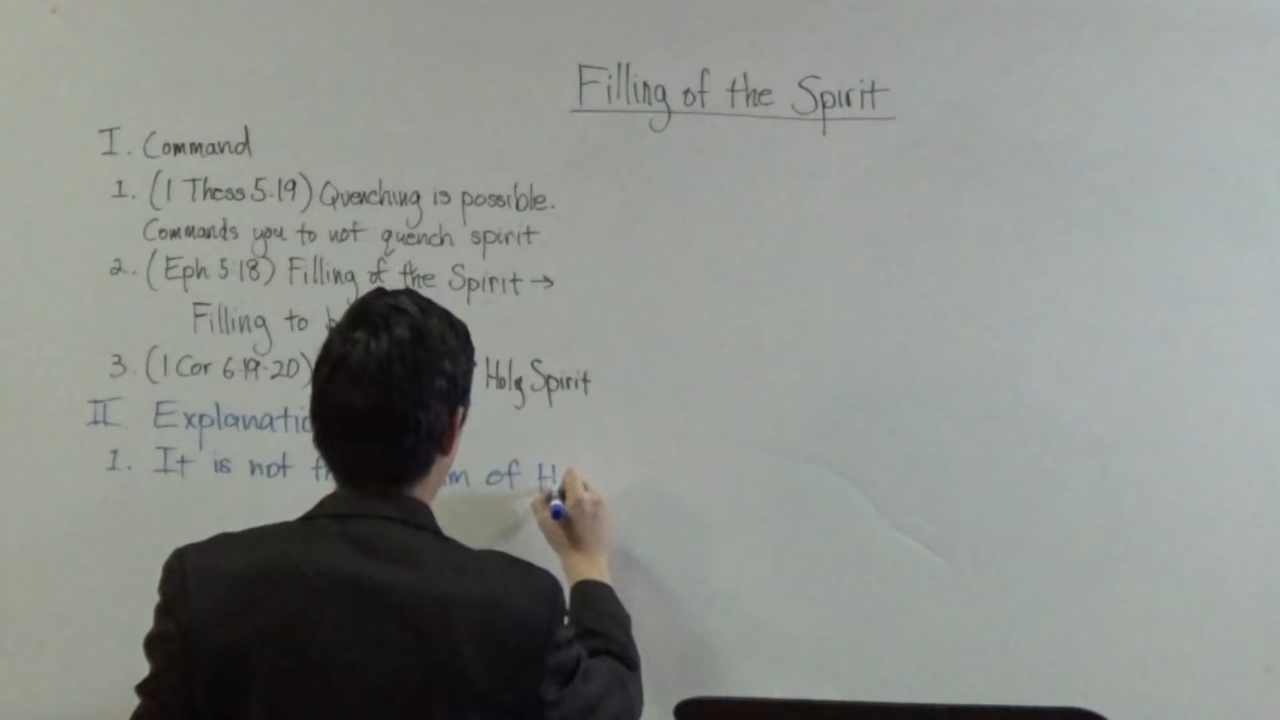 Filling of the Spirit
I. Command
1. (1 Thess 5:19) Quenching is possible.
Commands you to not quench spirit
2. (Eph 5:18) Filling of the Spirit →
Filling to
3. (1 Cor 6:19-20) Holy Spirit
II Explanatio
1. It is not of H